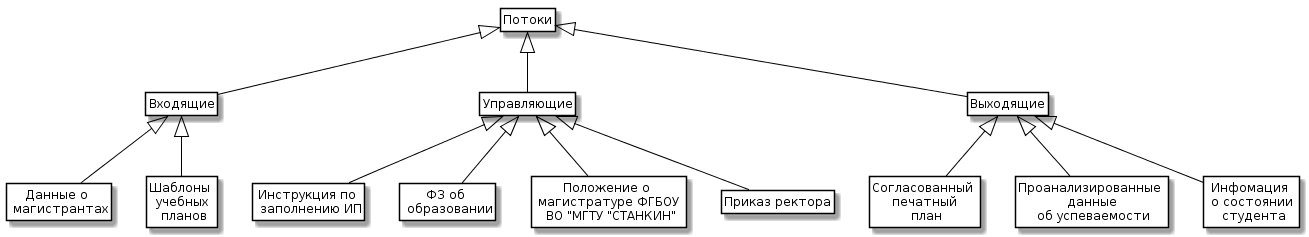 Потоки
Входящие
Управляющие
Выходящие
Данные о
магистрантах
Шаблоны
учебных
планов
Инструкция по
заполнению ИП
ФЗ об
образовании
Положение о
магистратуре ФГБОУ
ВО "МГТУ "СТАНКИН"
Приказ ректора
Согласованный
печатный
план
Проанализированные
данные
об успеваемости
Инфомация
о состоянии
студента